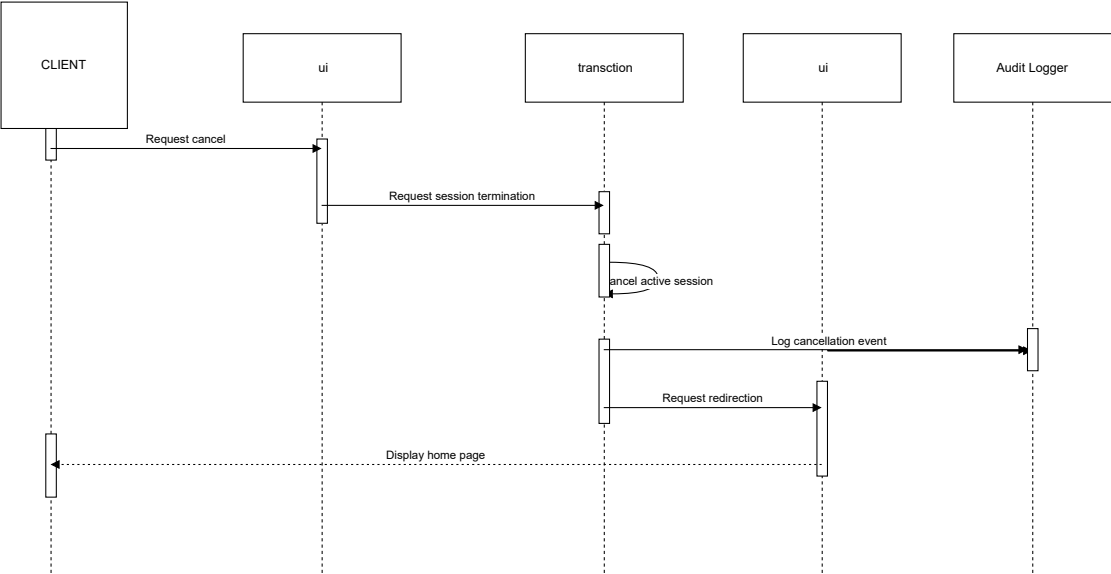 CLIENT
ui
transction
ui
Audit Logger
Request cancel
Request session termination
ancel active session
Log cancellation event
Request redirection
Display home page